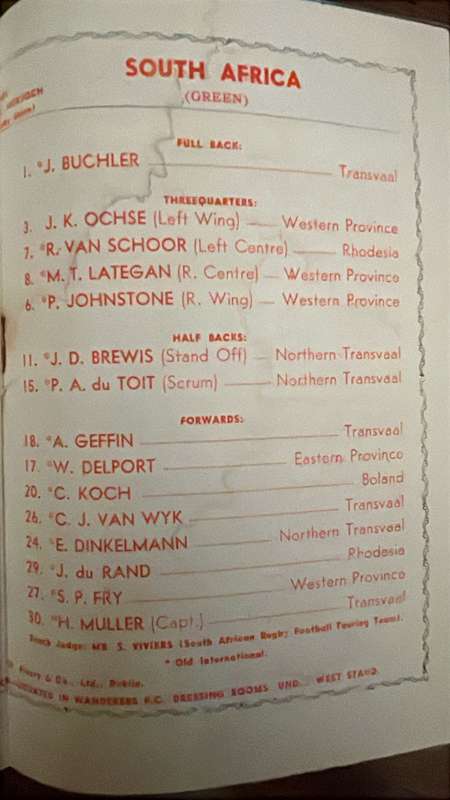 SOUTH AFRICA
(GREEN)
FULL BACK:
1. *J. BUCHLER Transvaal
THREEQUARTERS:
3. J. K. OCHSE (Left Wing) Western Province
7. *R. VAN SCHOOR (Left Centre) Rhodesia
8. *M. T. LATEGAN (R. Centre) Western Province
6. *P. JOHNSTONE (R. Wing) Western Province
HALF BACKS:
11. *J. D. BREWIS (Stand Off) Northern Transvaal
15. *P. A. du TOIT (Scrum) Northern Transvaal
FORWARDS:
18. *A. GEFFIN Transvaal
17. *W. DELPORT Eastern Province
20. *C. KOCH Boland
26. *C. J. VAN WYK Transvaal
24. *E. DINKELMANN Northern Transvaal
29. *J. du RAND Rhodesia
27. *S. P. FRY Western Province
30. *H. MULLER (Capt.) Transvaal
Touch Judge: MR. S. VIVIERS (South African Rugby Football Touring Team).
* Old International.
& Co., Ltd., Dublin.
IN WANDERERS F.C. DRESSING ROOMS UND... WEST STAND.